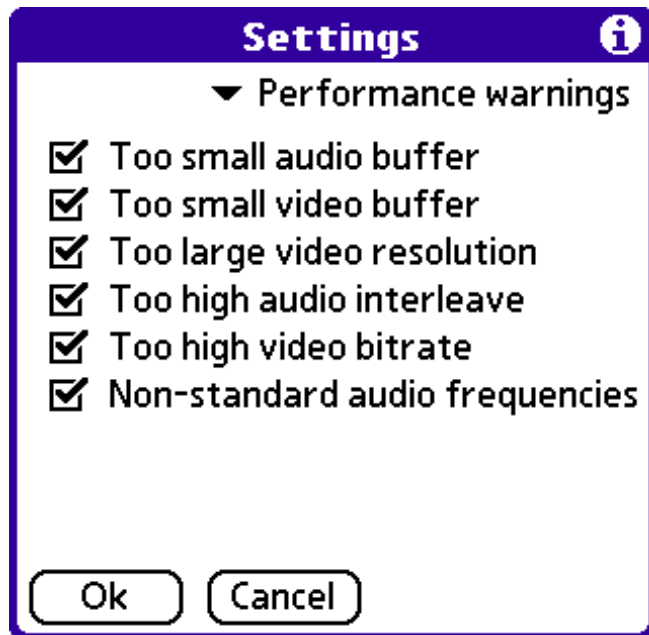 Settings
Performance warnings
Too small audio buffer
Too small video buffer
Too large video resolution
Too high audio interleave
Too high video bitrate
Non-standard audio frequencies
Ok Cancel